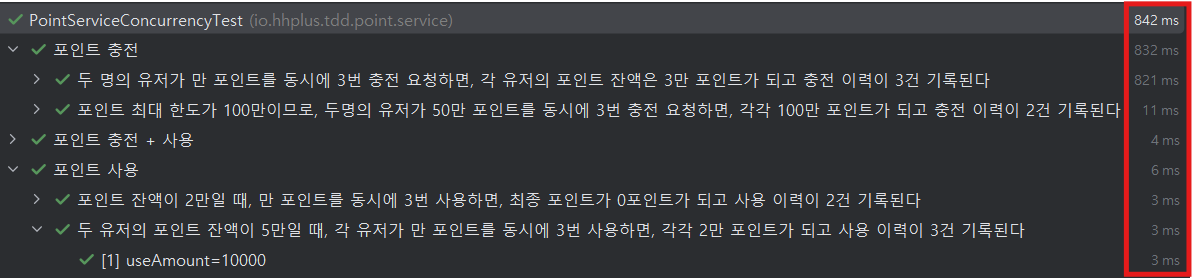 PointServiceConcurrencyTest (io.hhplus.tdd.point.service) 842 ms
포인트 충전 832 ms
두 명의 유저가 만 포인트를 동시에 3번 충전 요청하면, 각 유저의 포인트 잔액은 3만 포인트가 되고 충전 이력이 3건 기록된다 821 ms
포인트 최대 한도가 100만이므로, 두명의 유저가 50만 포인트를 동시에 3번 충전 요청하면, 각각 100만 포인트가 되고 충전 이력이 2건 기록된다 11 ms
포인트 충전 + 사용 4 ms
포인트 사용 6 ms
포인트 잔액이 2만일 때, 만 포인트를 동시에 3번 사용하면, 최종 포인트가 0포인트가 되고 사용 이력이 2건 기록된다 3 ms
두 유저의 포인트 잔액이 5만일 때, 각 유저가 만 포인트를 동시에 3번 사용하면, 각각 2만 포인트가 되고 사용 이력이 3건 기록된다 3 ms
[1] useAmount=10000 3 ms